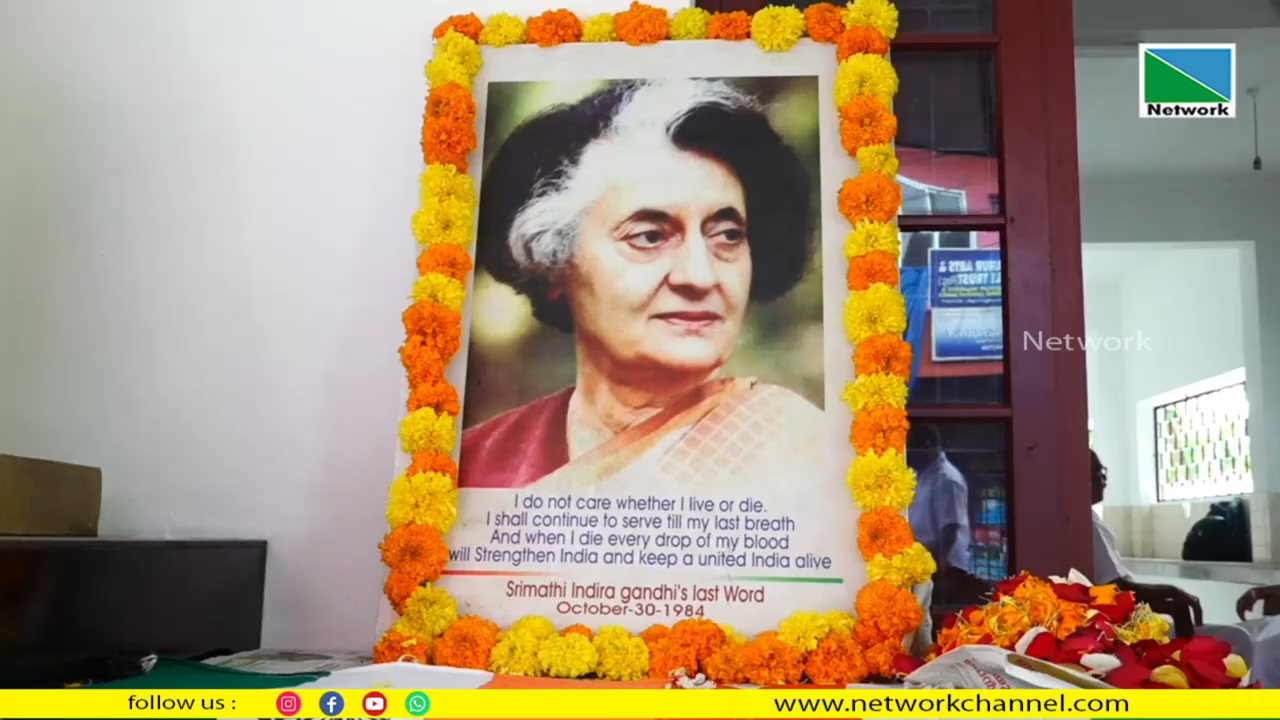 Network
Network
I do not care whether I live or die.
I shall continue to serve till my last breath
And when I die every drop of my blood
will Strengthen India and keep a united India alive
Srimathi Indira gandhi's last Word
October-30-1984
follow us :
www.networkchannel.com